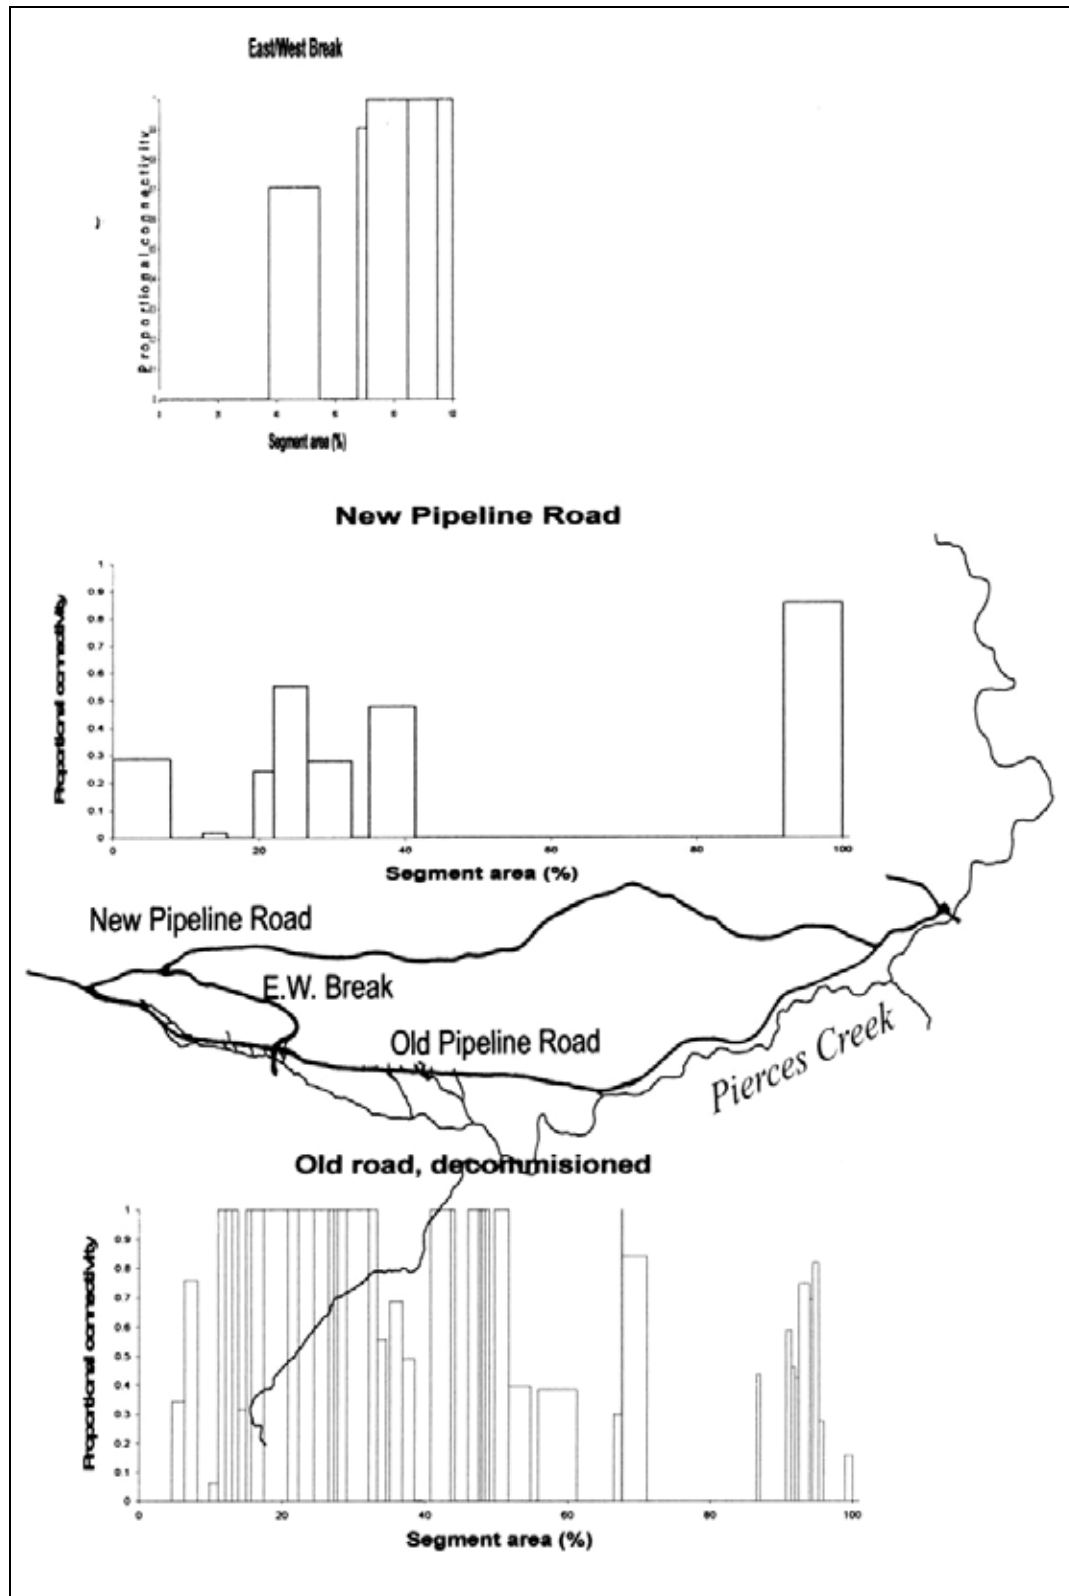 East/West Break
Proportional connectivity
Segment area (%)
New Pipeline Road
1
0.9
0.8
0.7
0.6
0.5
0.4
0.3
0.2
0.1
0
Proportional connectivity
0 20 40 60 80 100
Segment area (%)
New Pipeline Road
E.W. Break
Old Pipeline Road
Pierces Creek
Old road, decommisioned
1
0.9
0.8
0.7
0.6
0.5
0.4
0.3
0.2
0.1
0
Proportional connectivity
0 20 40 60 80 100
Segment area (%)